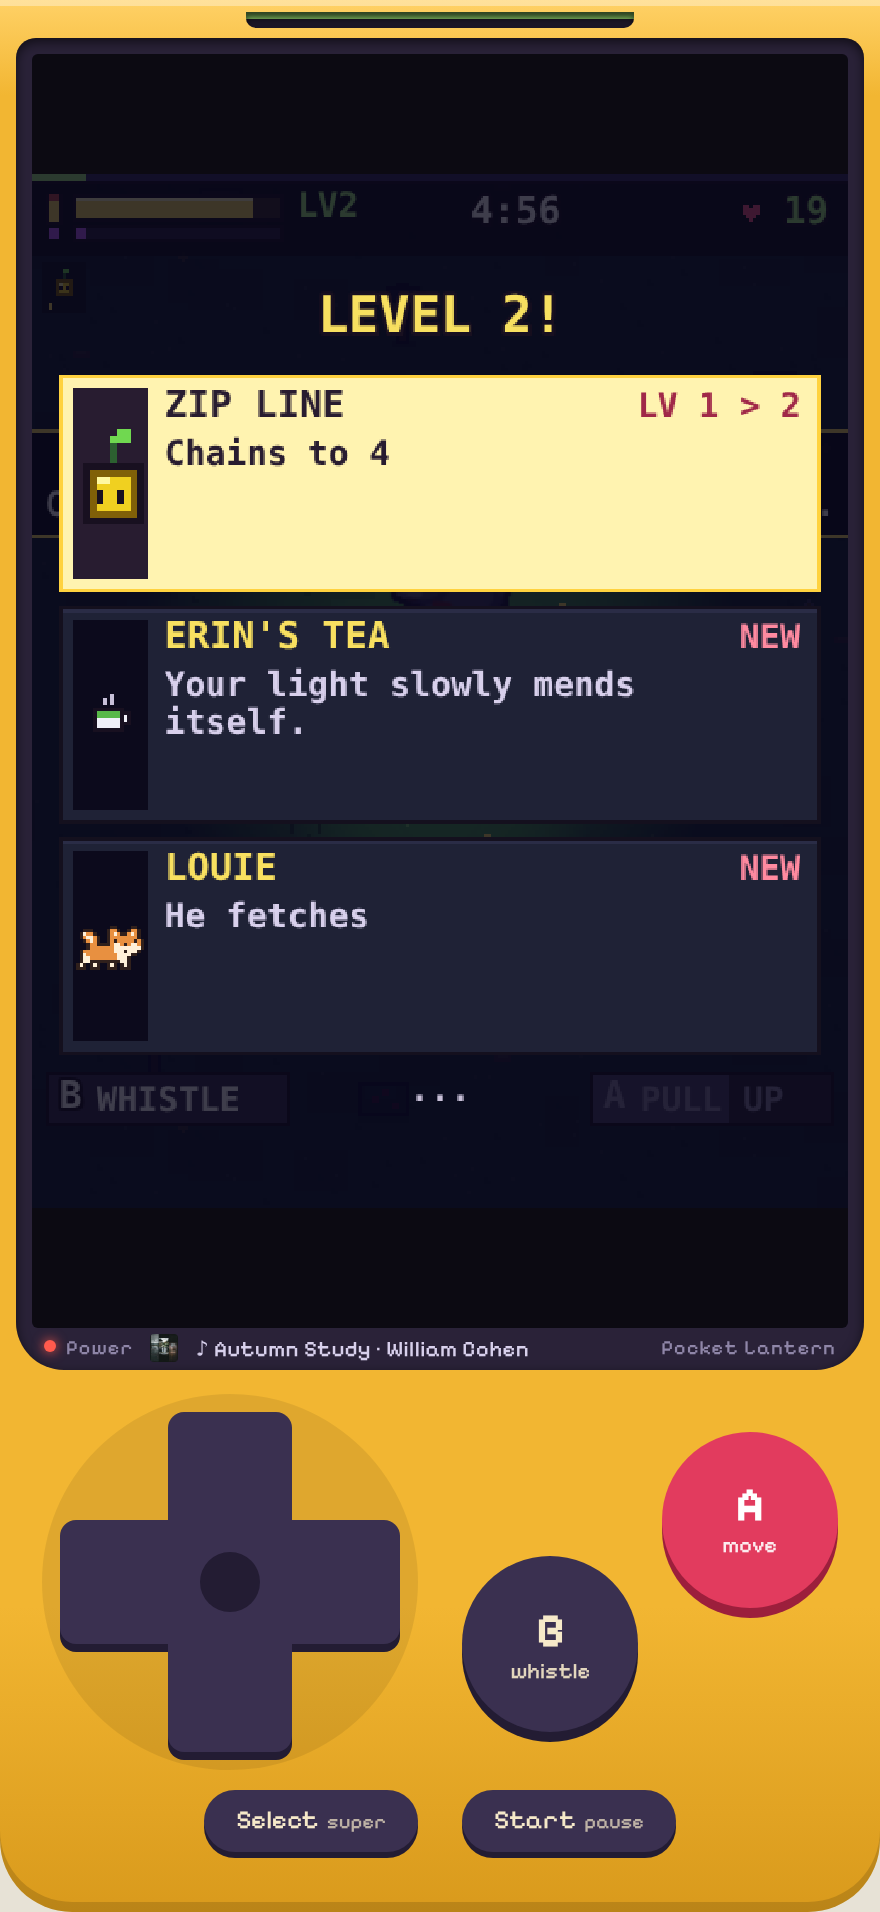 LV2 4:56 19
LEVEL 2!
ZIP LINE LV 1 > 2
Chains to 4
ERIN'S TEA NEW
Your light slowly mends
itself.
LOUIE NEW
He fetches
B WHISTLE ... A PULL UP
Power ♪ Autumn Study · William Cohen Pocket Lantern
A
move
B
whistle
Select super Start pause